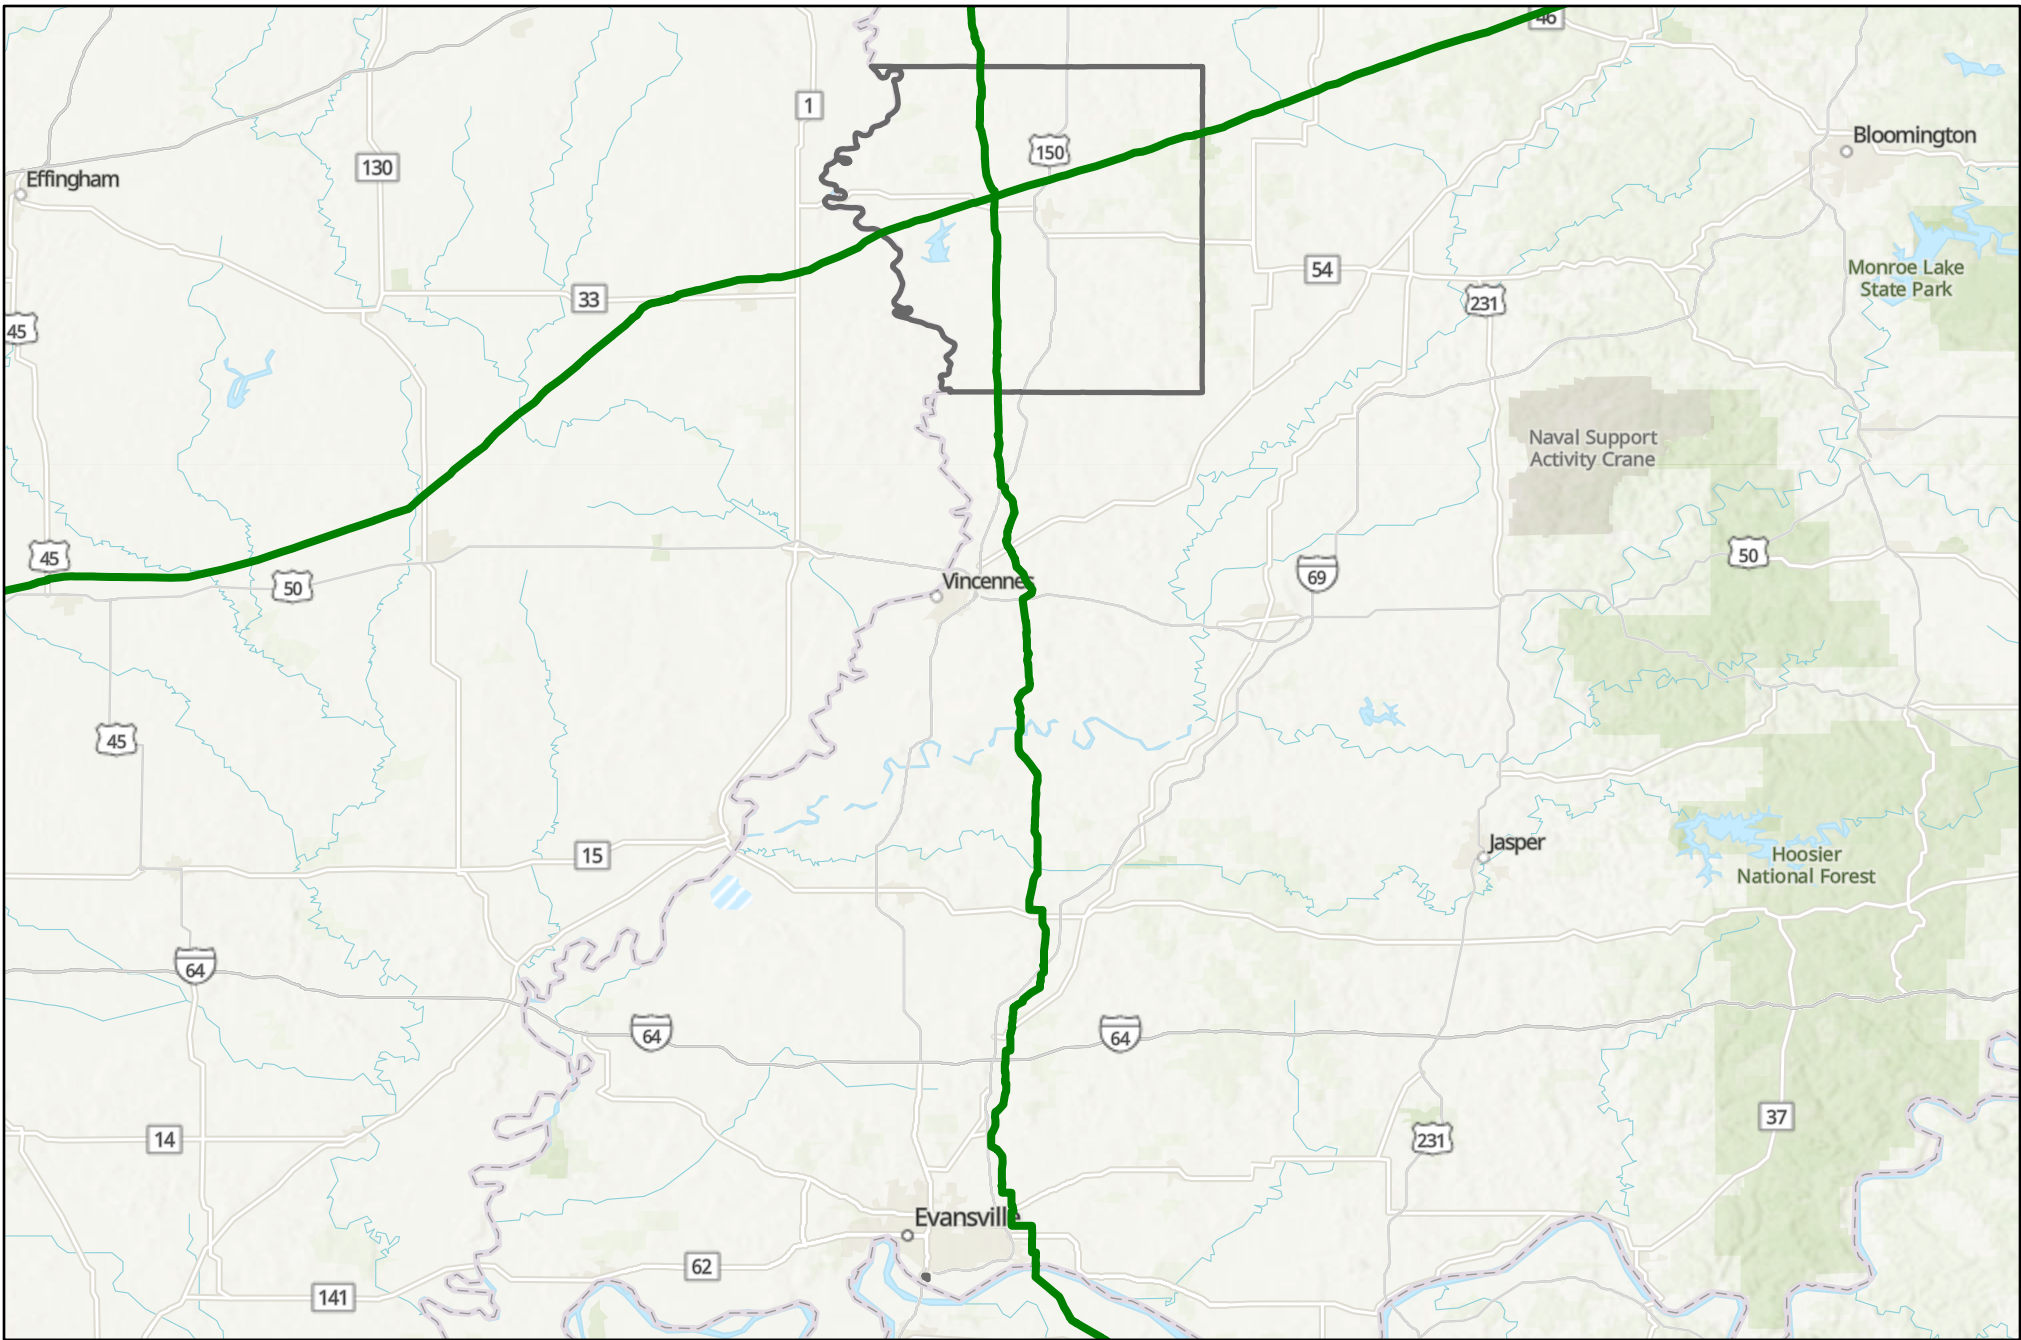 46
1
150
Bloomington
130
Effingham
33
54
231
Monroe Lake
State Park
45
Naval Support
Activity Crane
45
50
50
69
Vincennes
45
15
Jasper
Hoosier
National Forest
64
64
64
14
37
231
Evansville
62
141